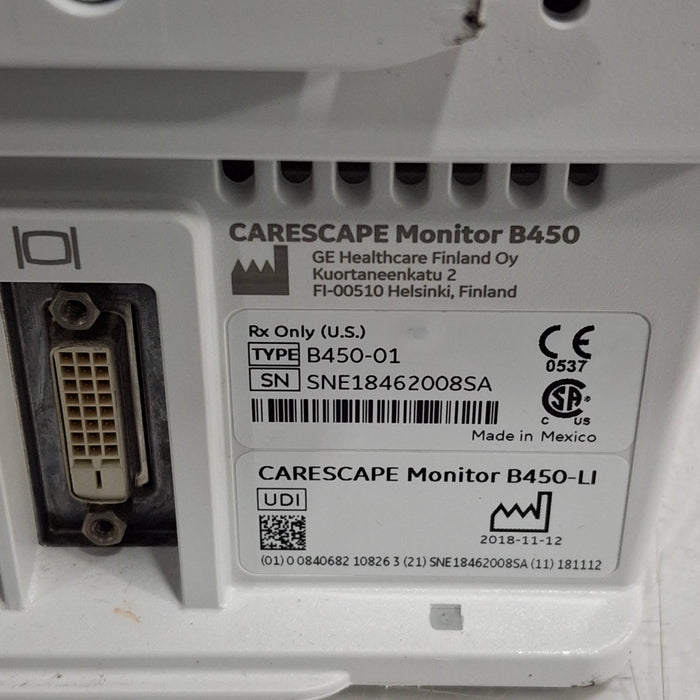 CARESCAPE Monitor B450
GE Healthcare Finland Oy
Kuortaneenkatu 2
FI-00510 Helsinki, Finland
Rx Only (U.S.)
TYPE B450-01
SN SNE18462008SA
CE
0537
CSA ®
C US
Made in Mexico
CARESCAPE Monitor B450-LI
UDI
2018-11-12
(01) 0 0840682 10826 3 (21) SNE18462008SA (11) 181112